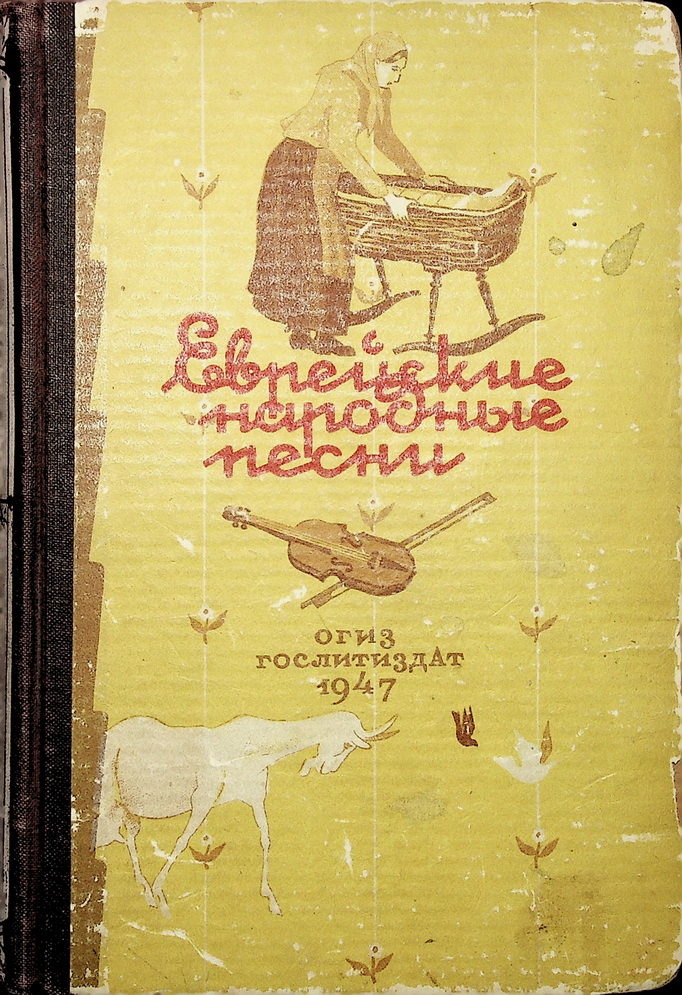 Еврейские
народные
песни
ОГИЗ
ГОСЛИТИЗДАТ
1947